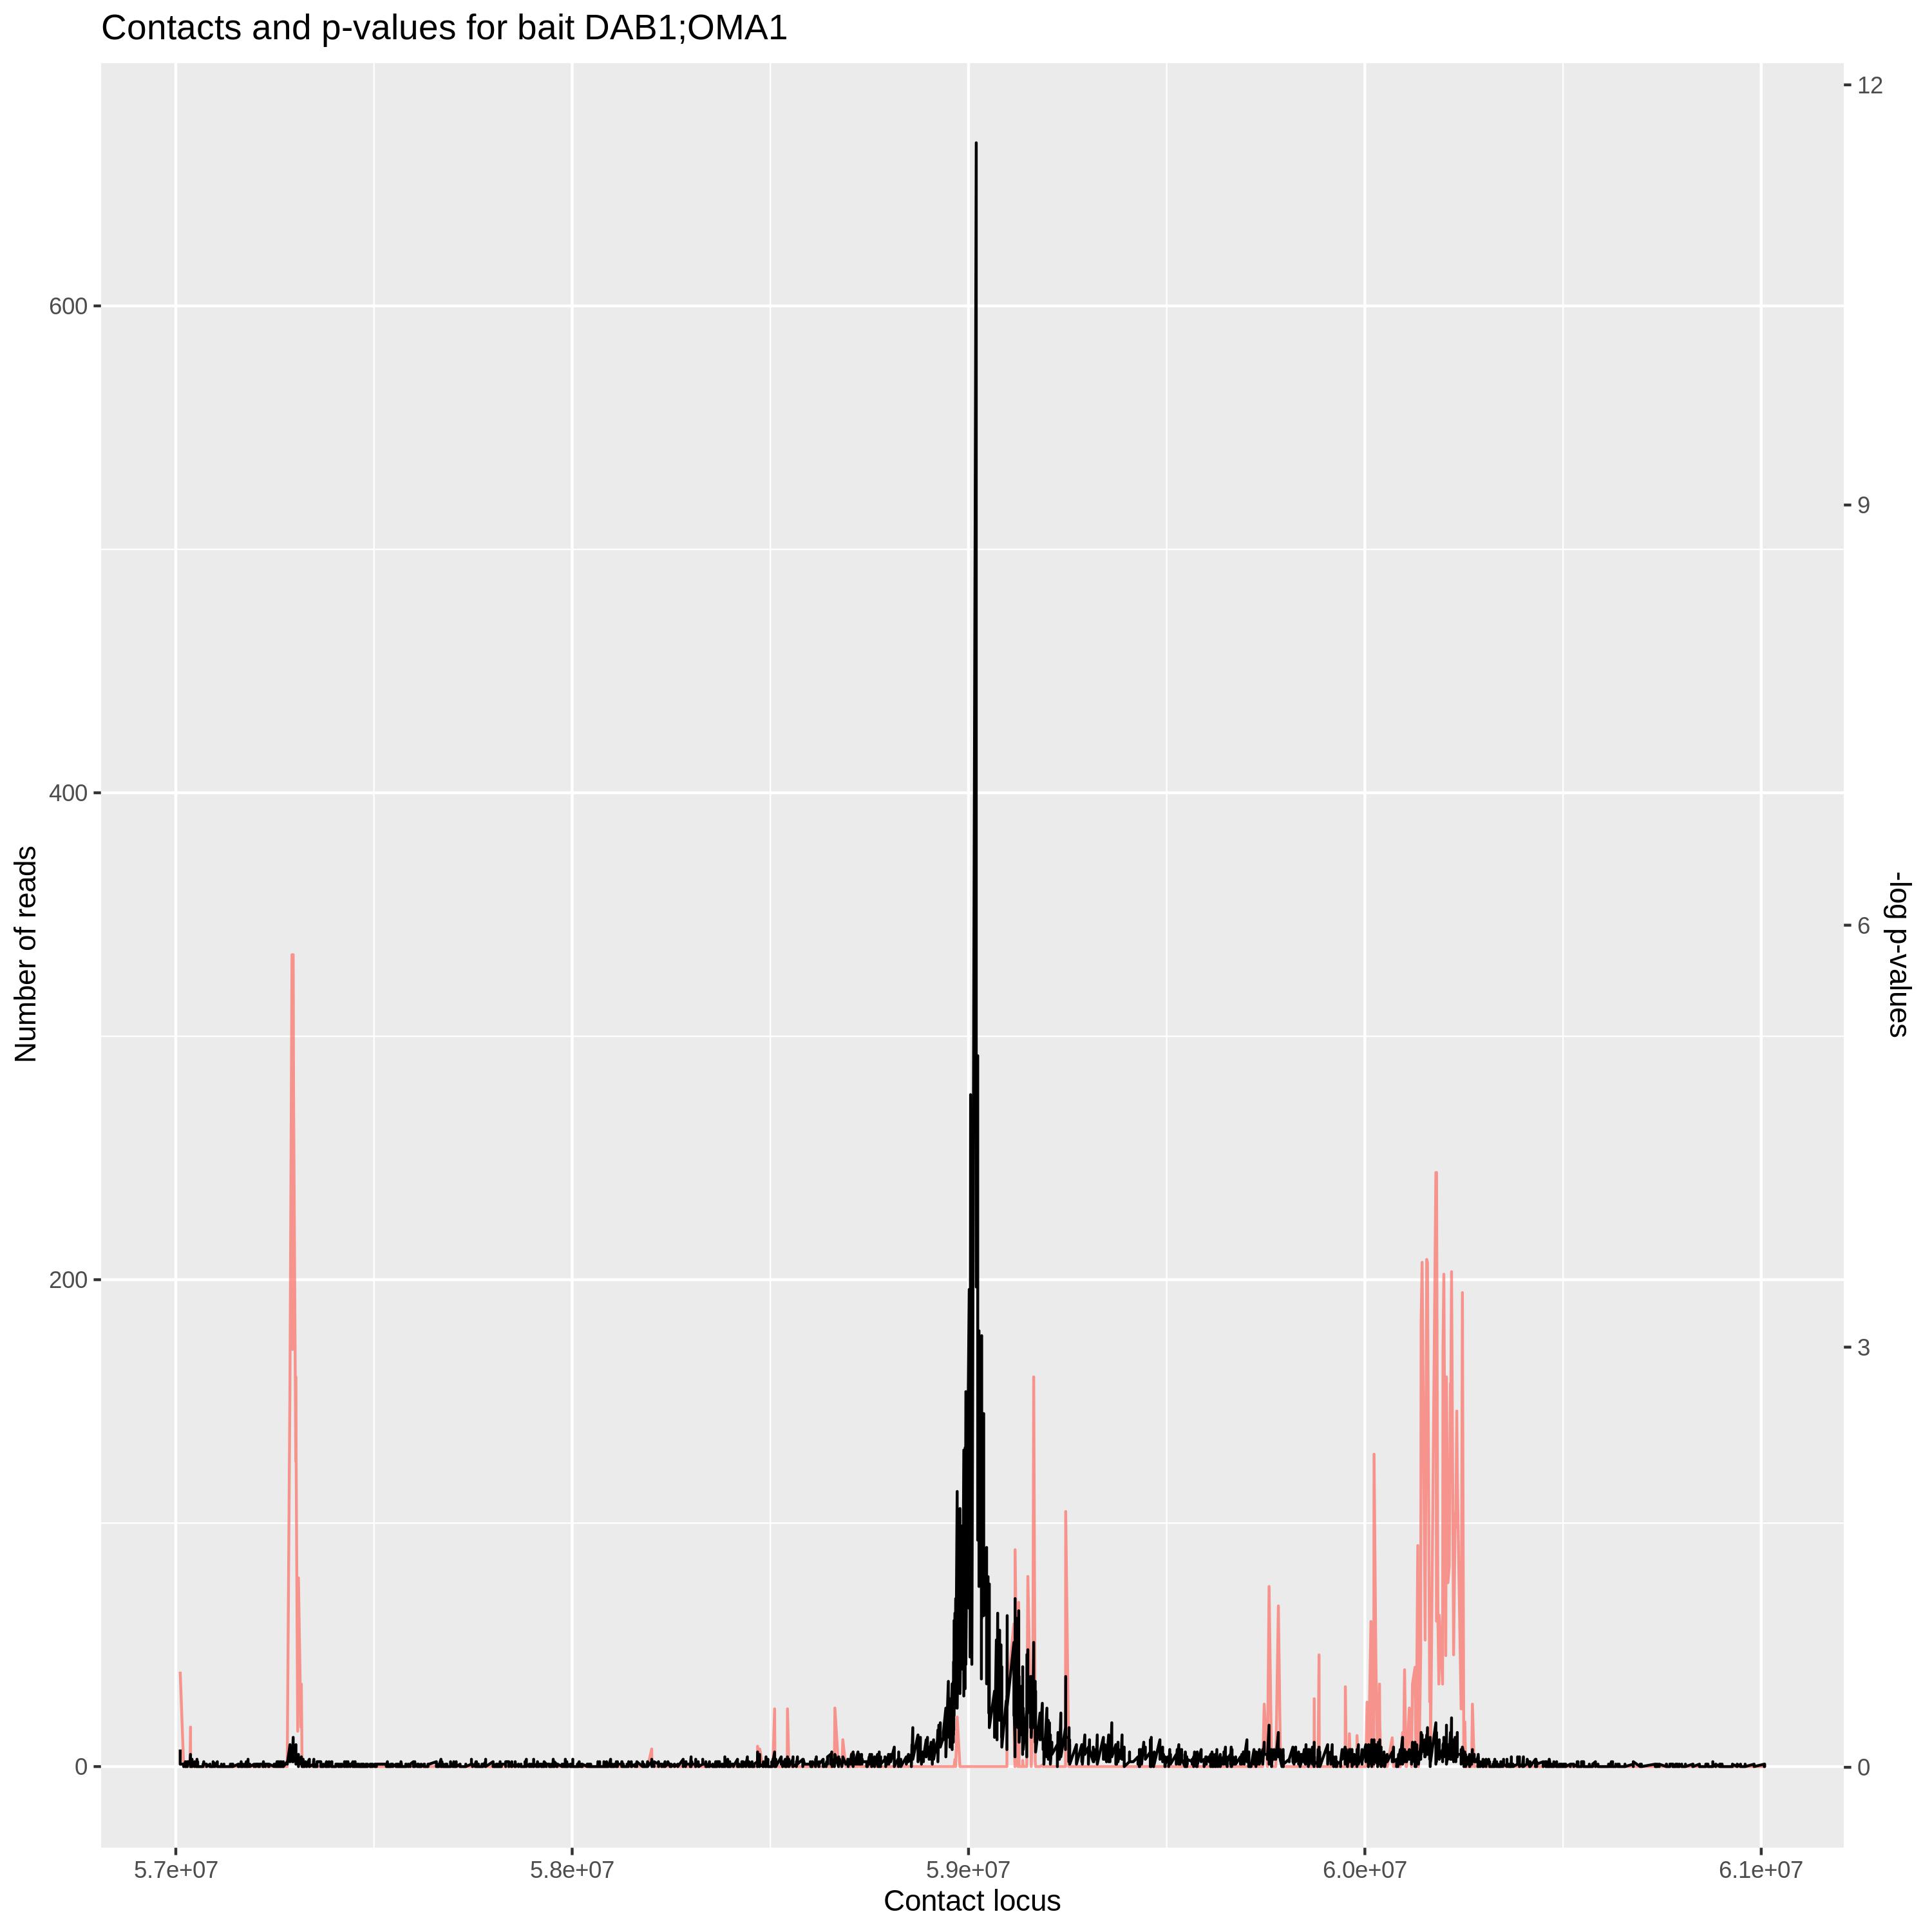 Contacts and p-values for bait DAB1;OMA1
12
600
9
400
Number of reads
-log p-values
6
200
3
0
0
5.7e+07 5.8e+07 5.9e+07 6.0e+07 6.1e+07
Contact locus